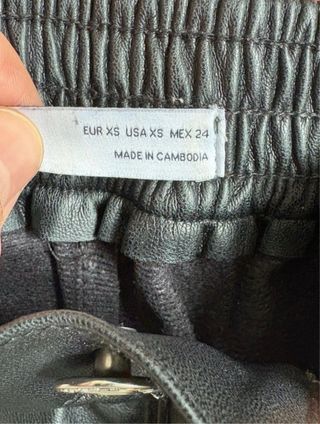 EUR XS USA XS MEX 24
MADE IN CAMBODIA